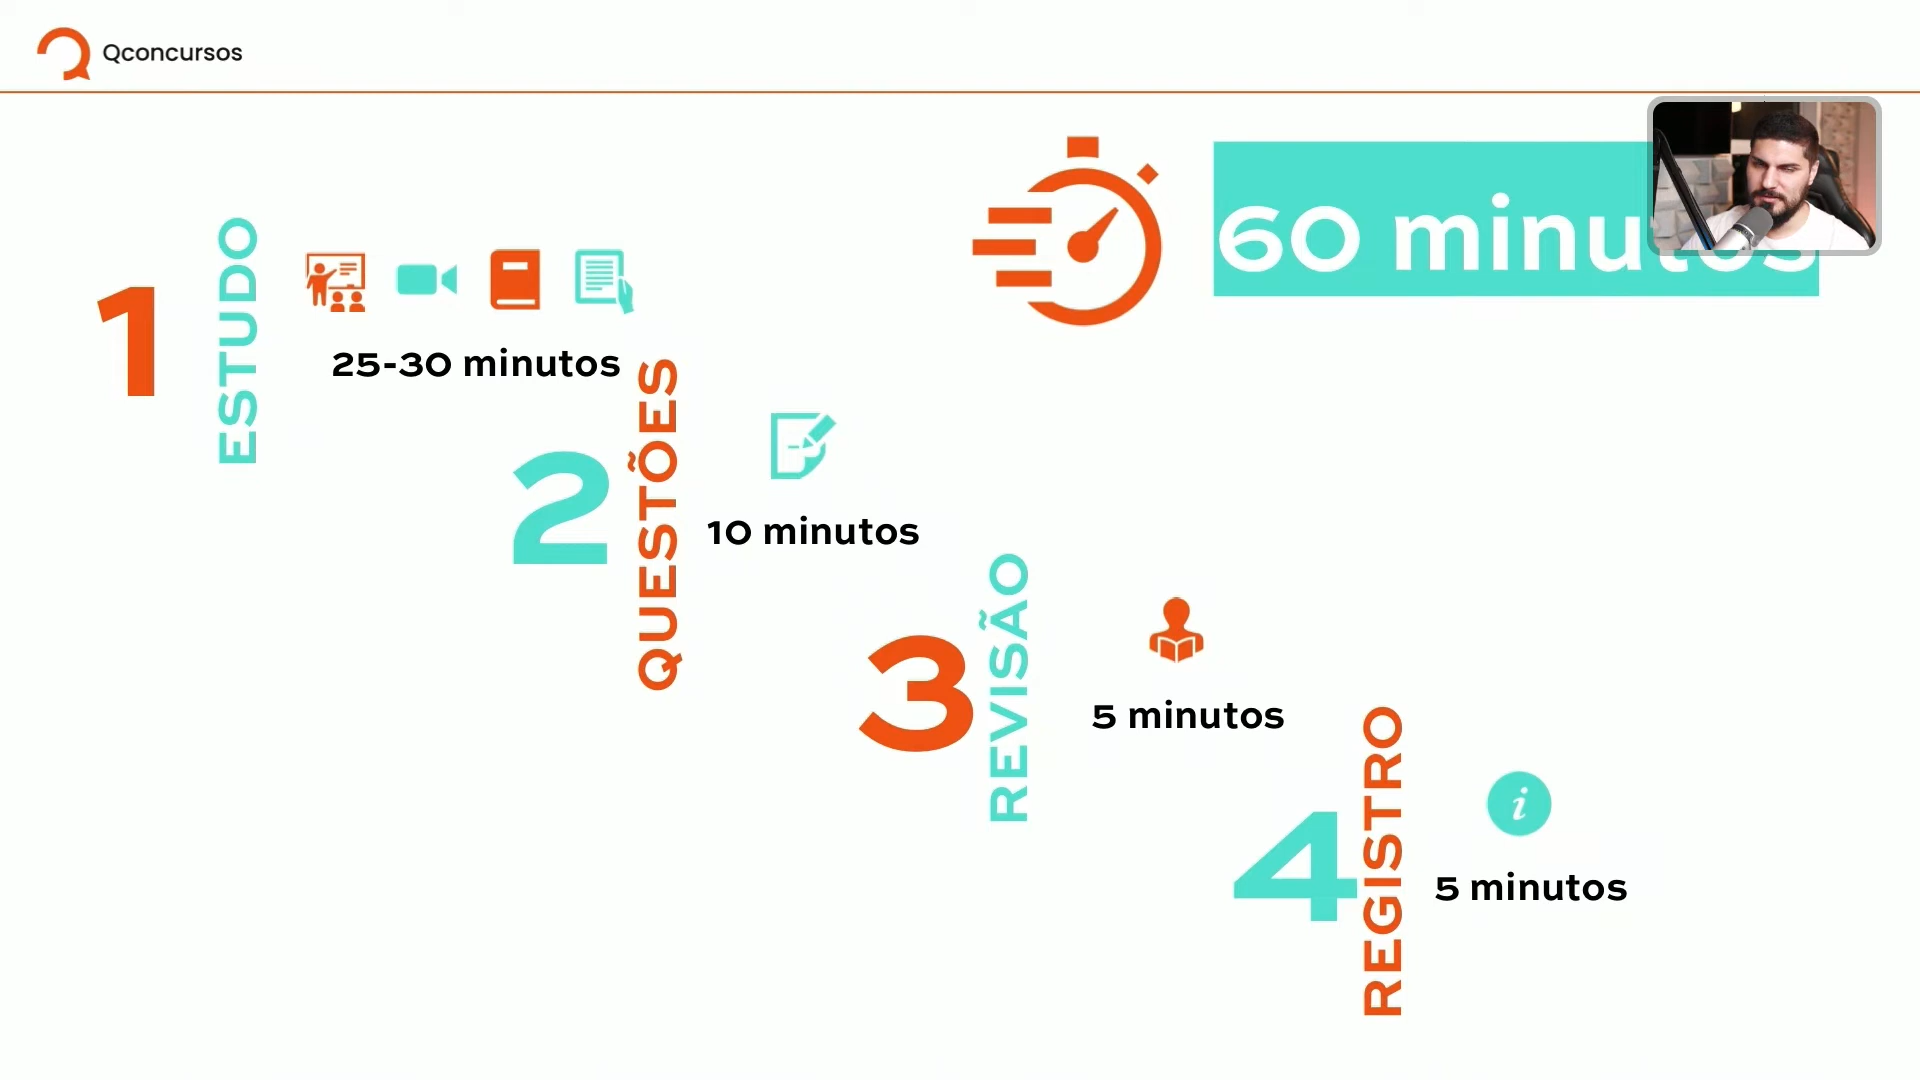 Qconcursos
60 minutos
1
ESTUDO
25-30 minutos
2
QUESTÕES
10 minutos
3
REVISÃO
5 minutos
4
REGISTRO
i
5 minutos